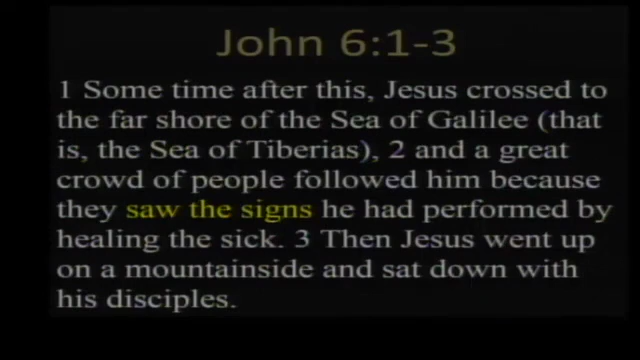 John 6:1-3
1 Some time after this, Jesus crossed to
the far shore of the Sea of Galilee (that
is, the Sea of Tiberias), 2 and a great
crowd of people followed him because
they saw the signs he had performed by
healing the sick. 3 Then Jesus went up
on a mountainside and sat down with
his disciples.